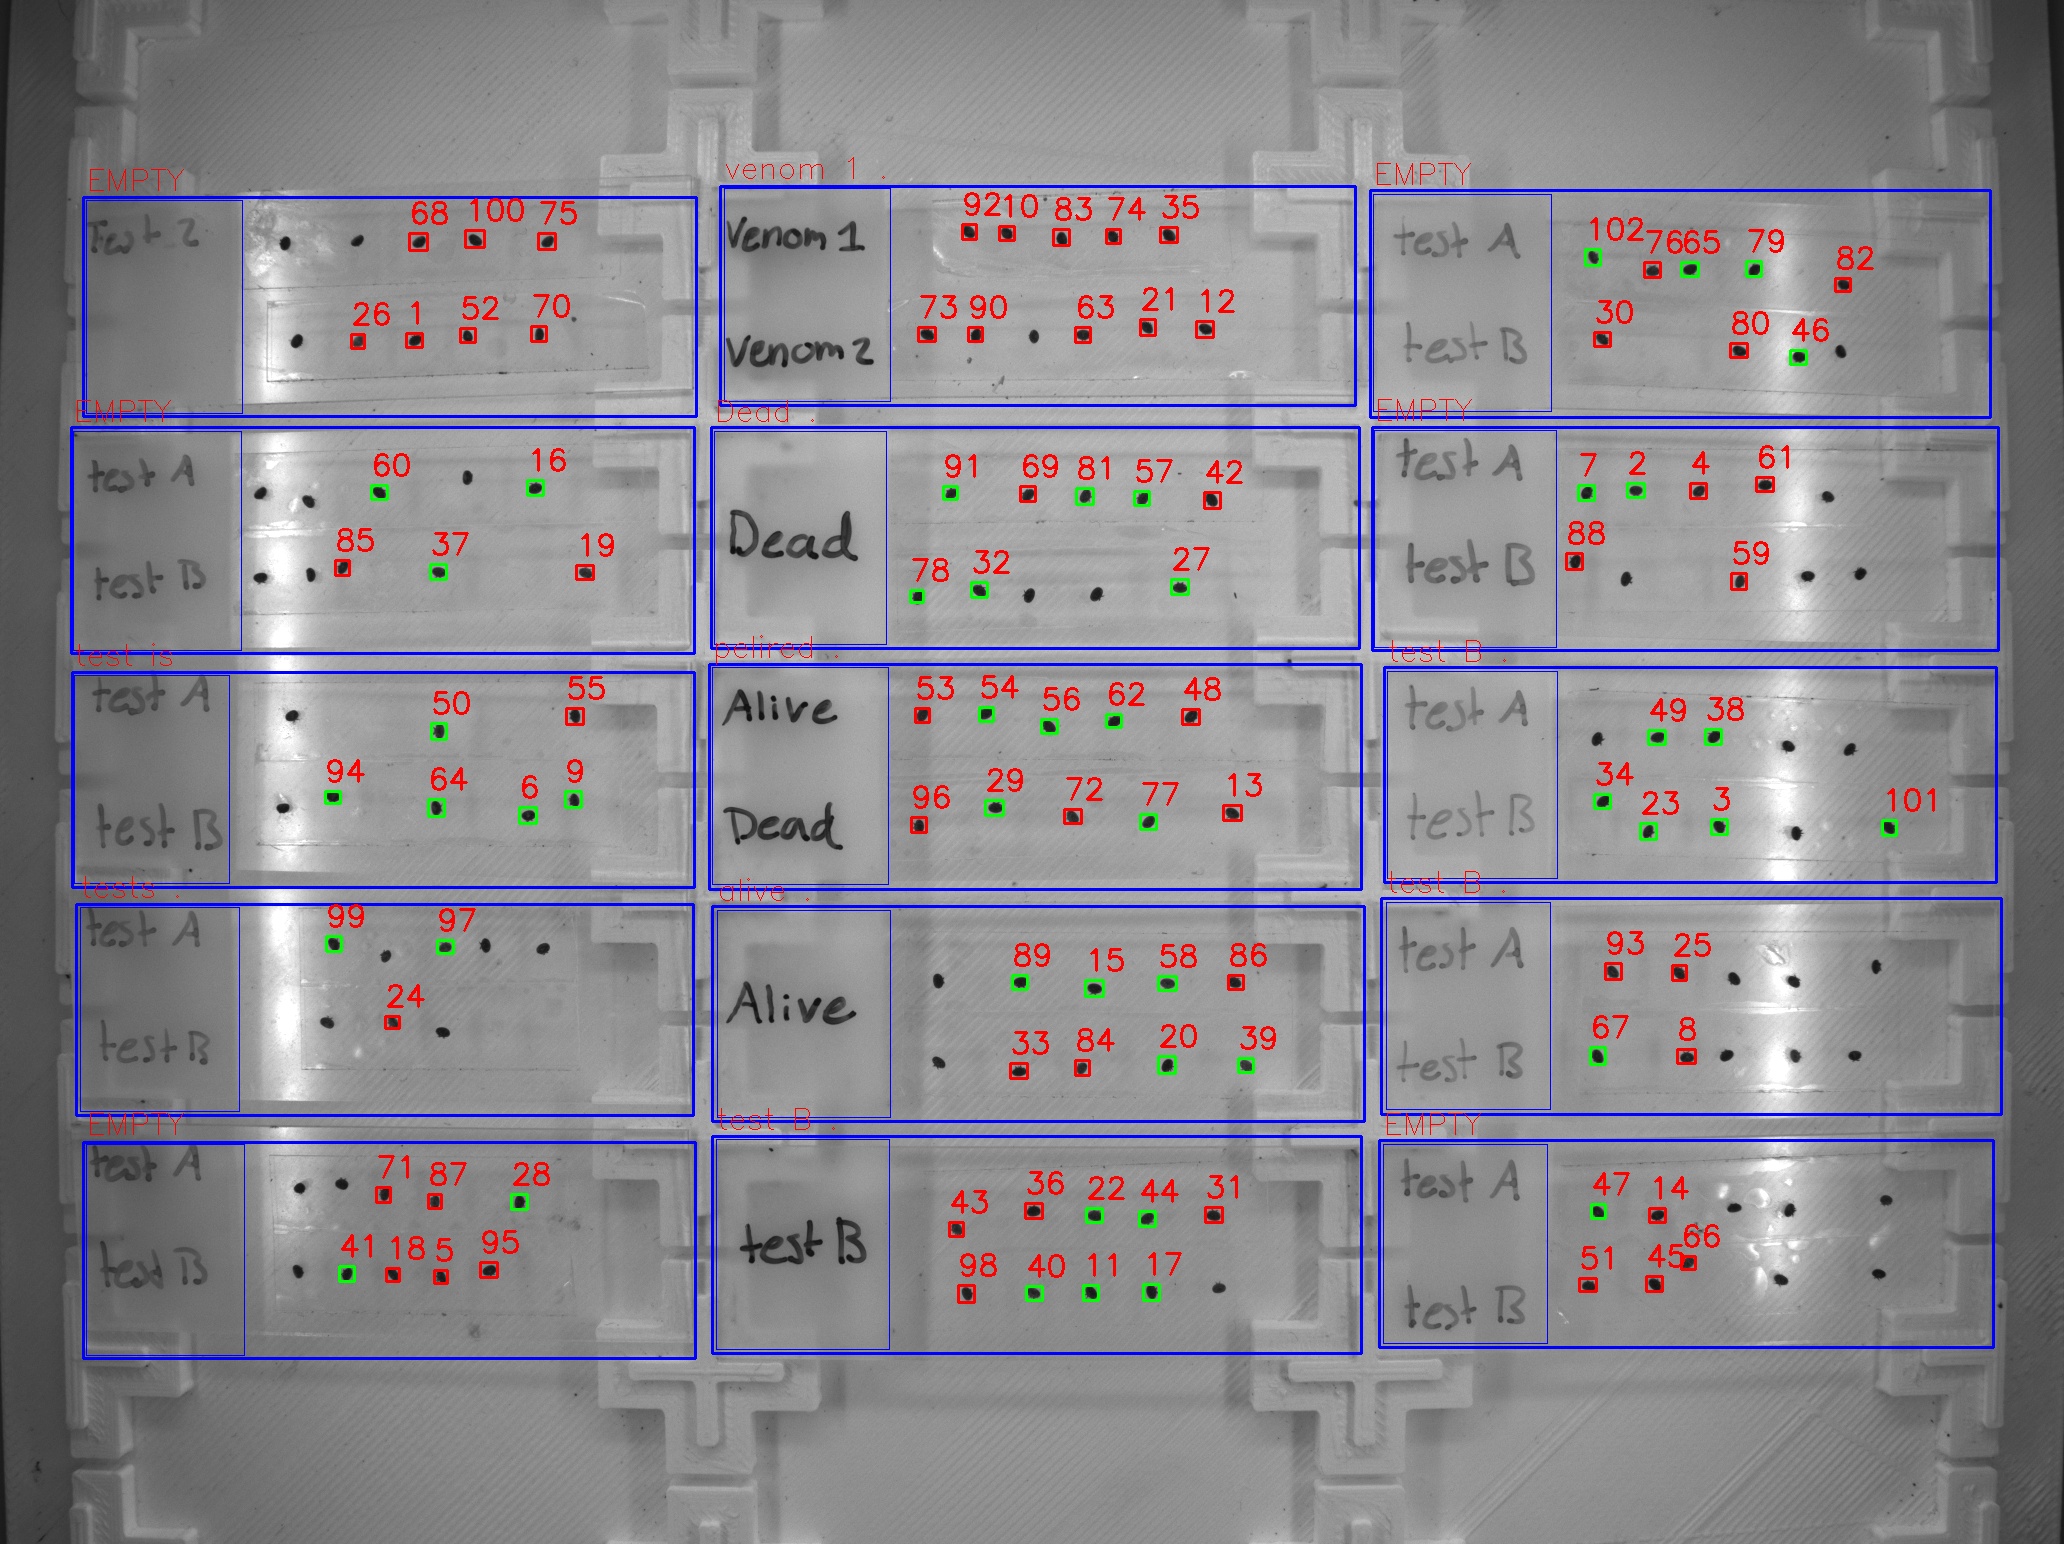 EMPTY
Test 2
68 100 75
26 1 52 70
venom 1 .
Venom 1
92 10 83 74 35
Venom 2
73 90 63 21 12
EMPTY
test A
102 76 65 79 82
test B
30 80 46
EMPTY
test A
60 16
test B
85 37 19
Dead .
Dead
91 69 81 57 42
78 32 27
EMPTY
test A
7 2 4 61
test B
88 59
test is
test A
50 55
test B
94 64 6 9
pelired .
Alive
53 54 56 62 48
Dead
96 29 72 77 13
test B .
test A
49 38
test B
34 23 3 101
tests .
test A
99 97
test B
24
alive .
Alive
89 15 58 86
33 84 20 39
test B .
test A
93 25
test B
67 8
EMPTY
test A
71 87 28
test B
41 18 5 95
test B .
test B
43 36 22 44 31
98 40 11 17
EMPTY
test A
47 14
test B
51 45 66